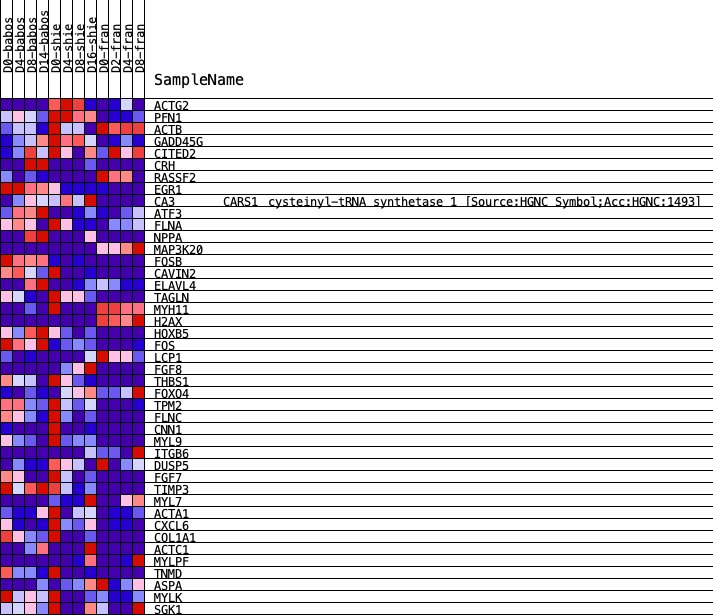 D0-babos
D4-babos
D8-babos
D14-babos
D0-shie
D4-shie
D8-shie
D16-shie
D0-fran
D2-fran
D4-fran
D8-fran
SampleName
ACTG2
PFN1
ACTB
GADD45G
CITED2
CRH
RASSF2
EGR1
CA3 CARS1 cysteinyl-tRNA synthetase 1 [Source:HGNC Symbol;Acc:HGNC:1493]
ATF3
FLNA
NPPA
MAP3K20
FOSB
CAVIN2
ELAVL4
TAGLN
MYH11
H2AX
HOXB5
FOS
LCP1
FGF8
THBS1
FOXO4
TPM2
FLNC
CNN1
MYL9
ITGB6
DUSP5
FGF7
TIMP3
MYL7
ACTA1
CXCL6
COL1A1
ACTC1
MYLPF
TNMD
ASPA
MYLK
SGK1